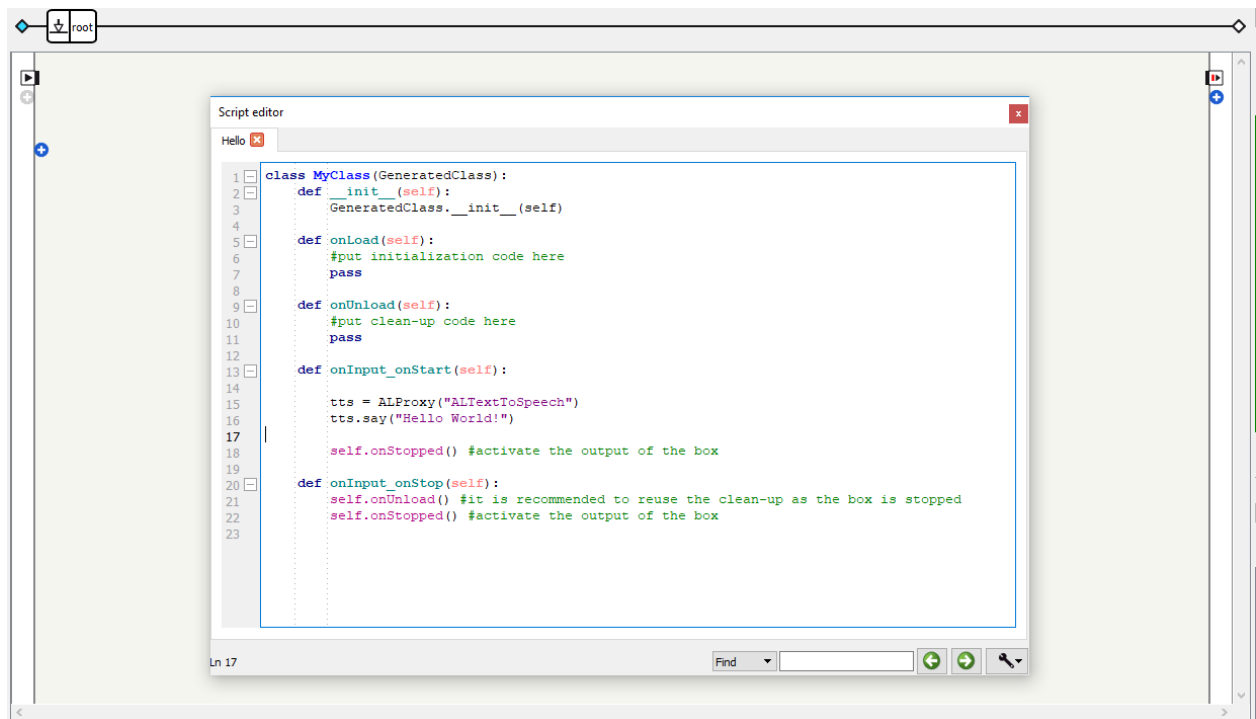 root
Script editor
x
Hello
1 class MyClass(GeneratedClass):
2     def __init__(self):
3         GeneratedClass.__init__(self)
4
5     def onLoad(self):
6         #put initialization code here
7         pass
8
9     def onUnload(self):
10         #put clean-up code here
11         pass
12
13     def onInput_onStart(self):
14
15         tts = ALProxy("ALTextToSpeech")
16         tts.say("Hello World!")
17
18         self.onStopped() #activate the output of the box
19
20     def onInput_onStop(self):
21         self.onUnload() #it is recommended to reuse the clean-up as the box is stopped
22         self.onStopped() #activate the output of the box
23
Ln 17
Find